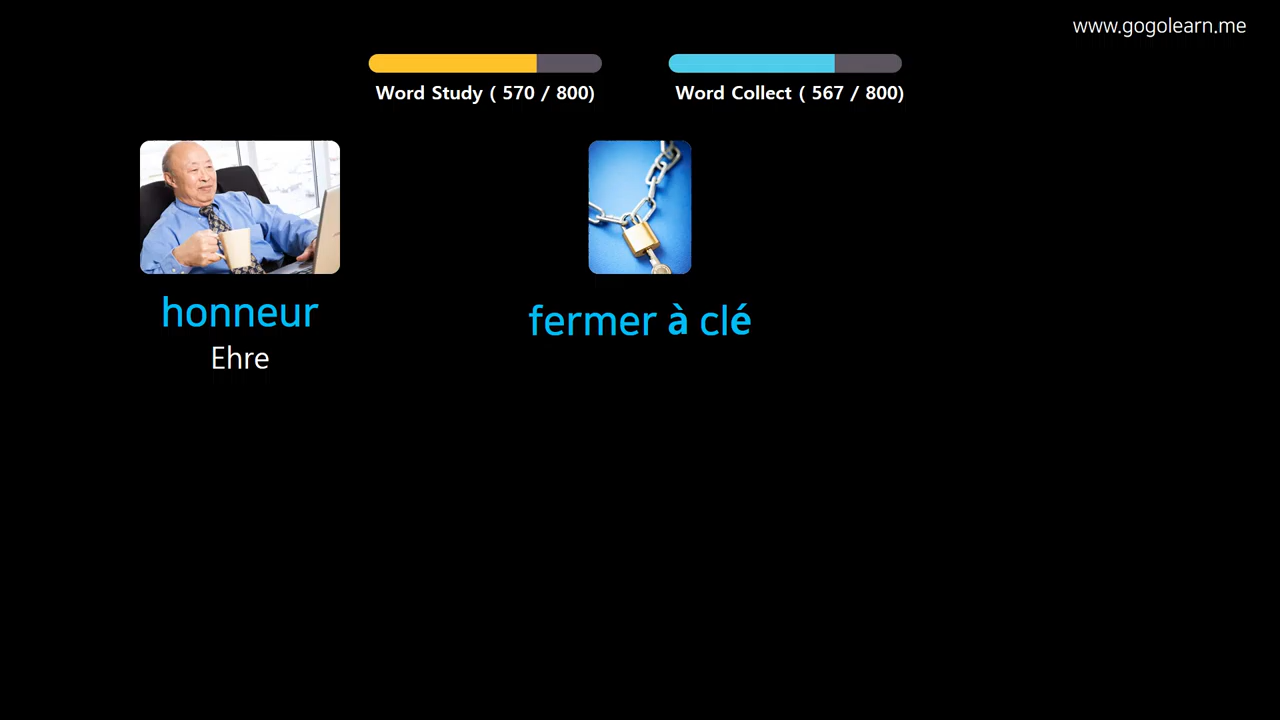 www.gogolearn.me
Word Study ( 570 / 800)
Word Collect ( 567 / 800)
honneur
Ehre
fermer à clé